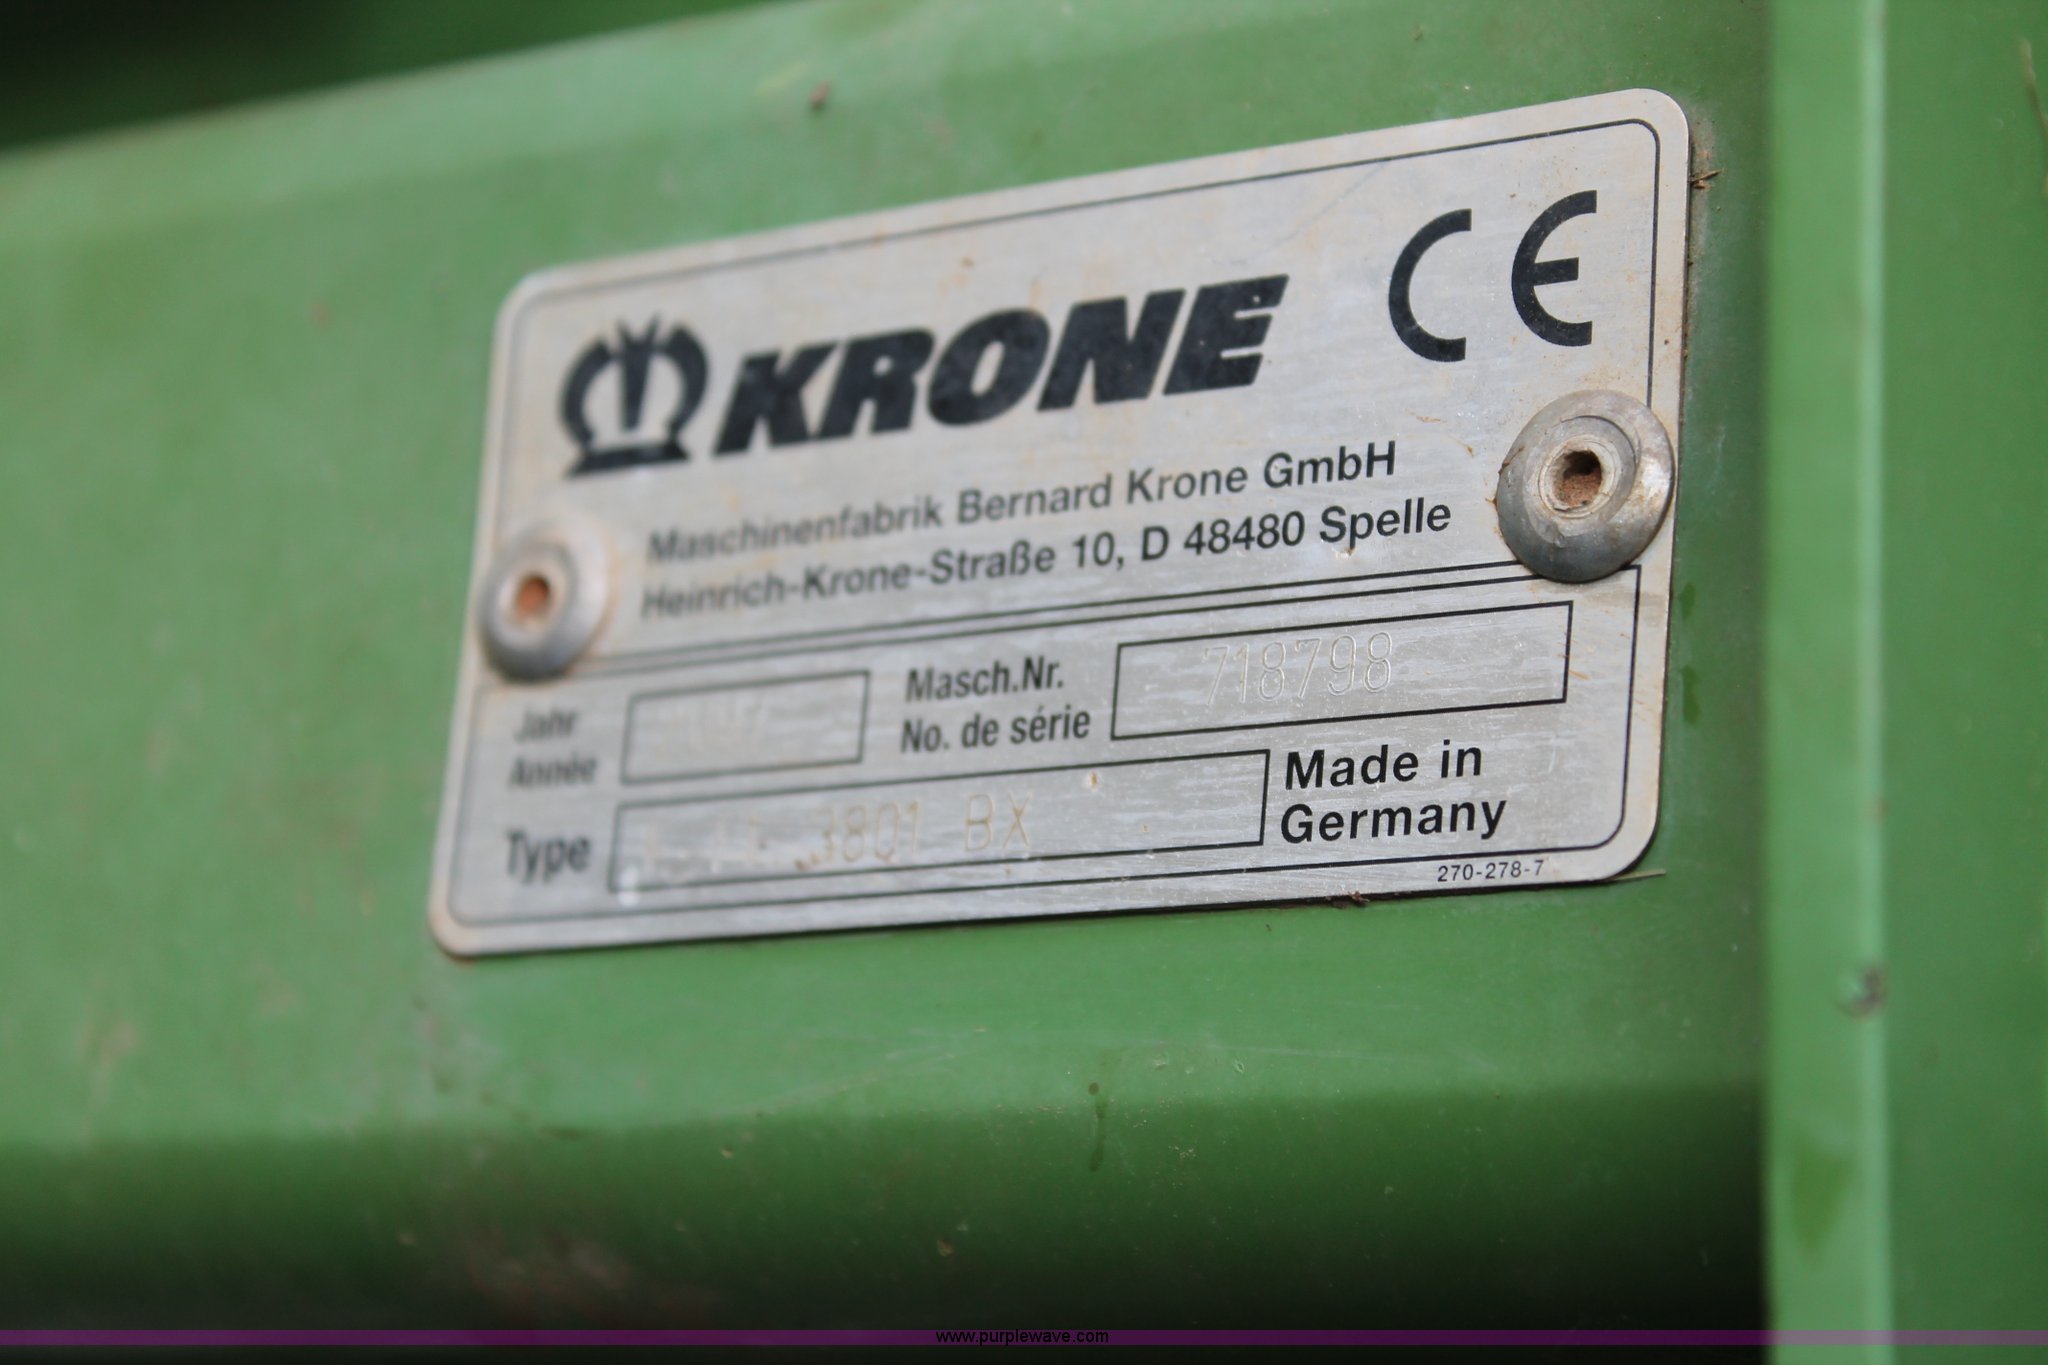 KRONE CE
Maschinenfabrik Bernard Krone GmbH
Heinrich-Krone-Straße 10, D 48480 Spelle
Jahr
Année
Masch.Nr.
No. de série
718798
Type
3801 BX
Made in
Germany
270-278-7
www.purplewave.com